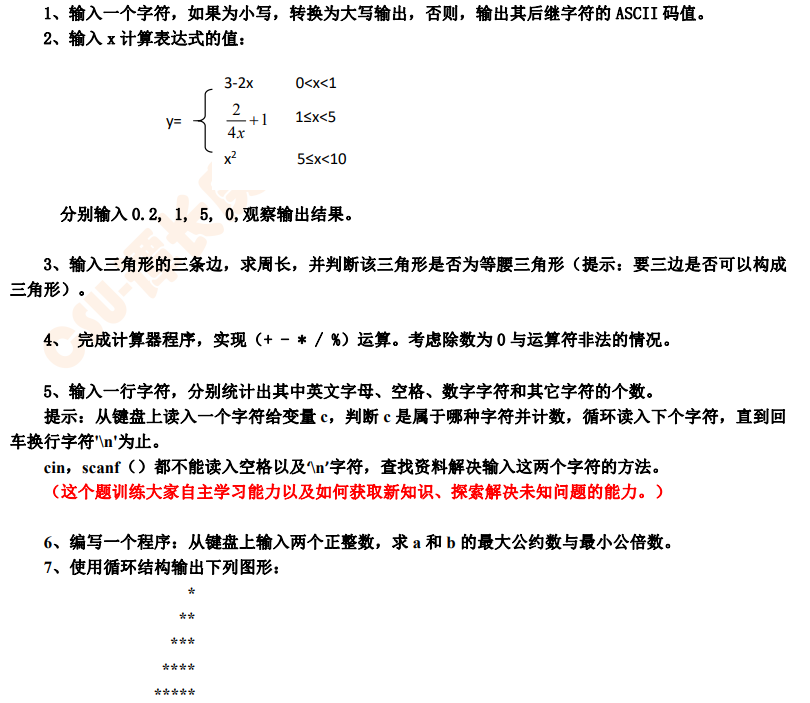 1、输入一个字符，如果为小写，转换为大写输出，否则，输出其后继字符的 ASCII 码值。
2、输入 x 计算表达式的值：
3-2x 0<x<1
y= 2/4x +1 1≤x<5
x² 5≤x<10
分别输入 0.2, 1, 5, 0,观察输出结果。
3、输入三角形的三条边，求周长，并判断该三角形是否为等腰三角形（提示：要三边是否可以构成
三角形）。
4、 完成计算器程序，实现（+ - * / %）运算。考虑除数为 0 与运算符非法的情况。
5、输入一行字符，分别统计出其中英文字母、空格、数字字符和其它字符的个数。
提示：从键盘上读入一个字符给变量 c，判断 c 是属于哪种字符并计数，循环读入下个字符，直到回
车换行字符'\n'为止。
cin，scanf（）都不能读入空格以及‘\n’字符，查找资料解决输入这两个字符的方法。
（这个题训练大家自主学习能力以及如何获取新知识、探索解决未知问题的能力。）
6、编写一个程序：从键盘上输入两个正整数，求 a 和 b 的最大公约数与最小公倍数。
7、使用循环结构输出下列图形：
*
**
***
****
*****